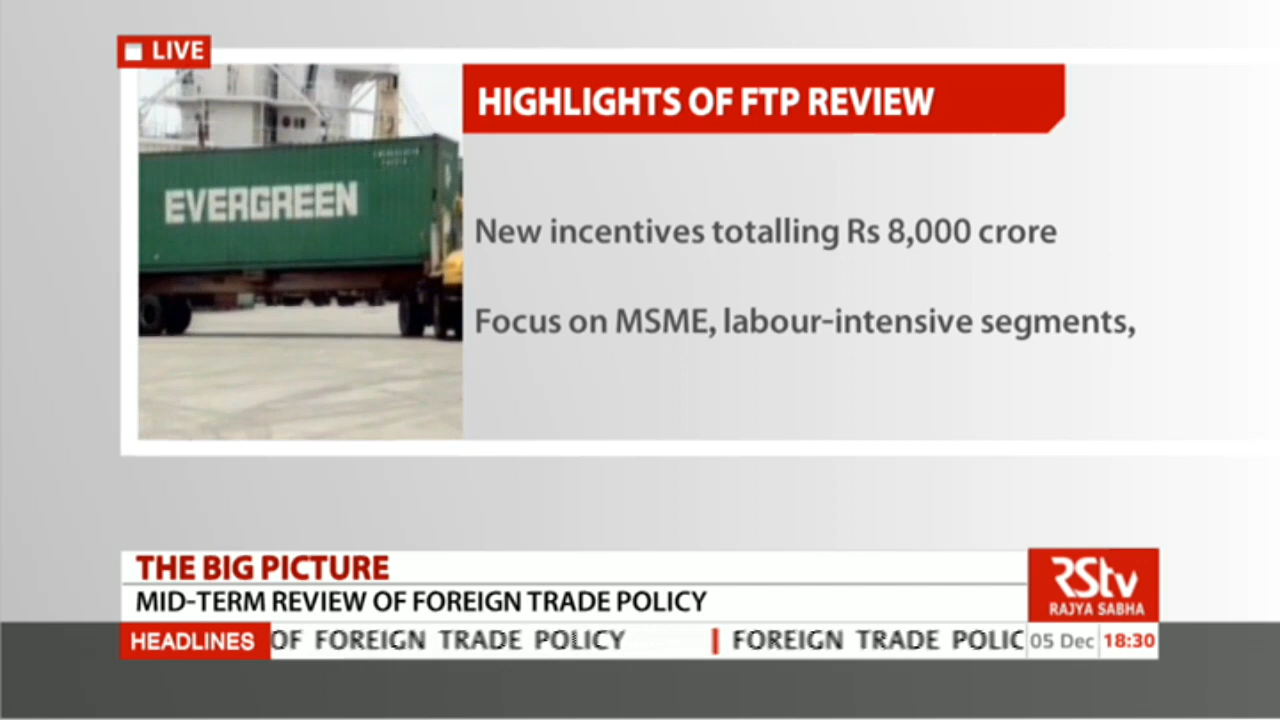 LIVE
HIGHLIGHTS OF FTP REVIEW
EVERGREEN
New incentives totalling Rs 8,000 crore
Focus on MSME, labour-intensive segments,
THE BIG PICTURE
MID-TERM REVIEW OF FOREIGN TRADE POLICY
RStv
RAJYA SABHA
HEADLINES OF FOREIGN TRADE POLICY | FOREIGN TRADE POLIC 05 Dec 18:30